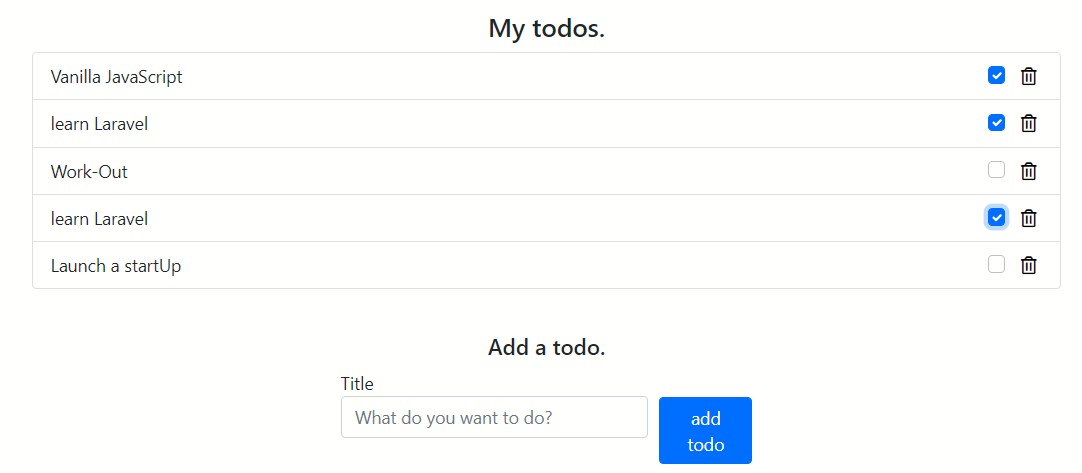 My todos.
Vanilla JavaScript
learn Laravel
Work-Out
learn Laravel
Launch a startUp
Add a todo.
Title
What do you want to do?
add
todo